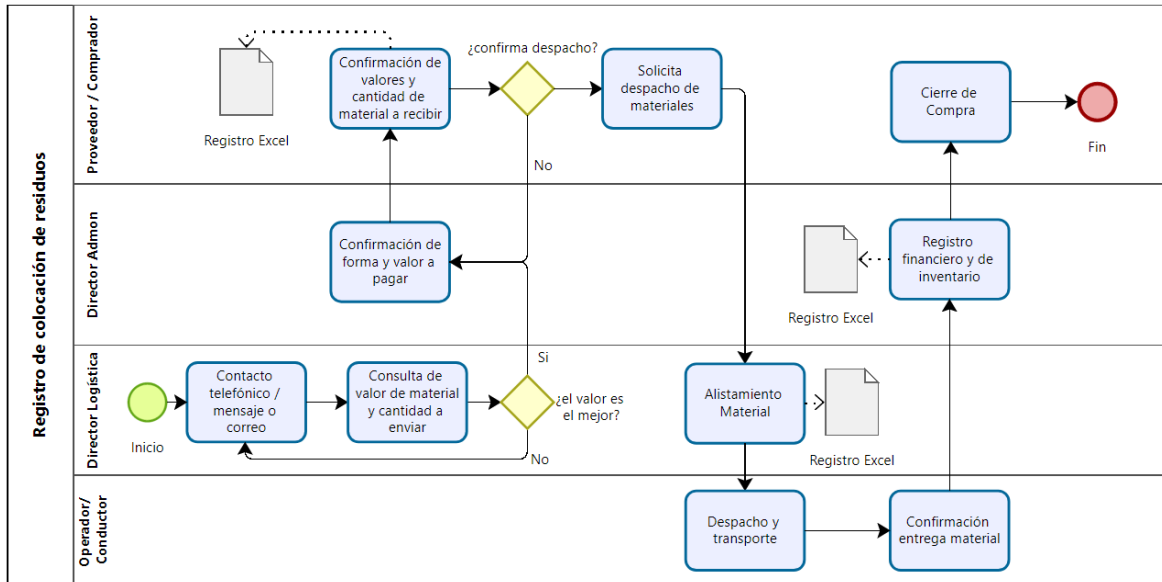 Registro de colocación de residuos
Proveedor / Comprador
Registro Excel
Confirmación de
valores y
cantidad de
material a recibir
¿confirma despacho?
No
Solicita
despacho de
materiales
Cierre de
Compra
Fin
Director Admon
Confirmación de
forma y valor a
pagar
Registro
financiero y de
inventario
Registro Excel
Director Logística
Inicio
Contacto
telefónico /
mensaje o
correo
Consulta de
valor de material
y cantidad a
enviar
Si
¿el valor es
el mejor?
No
Alistamiento
Material
Registro Excel
Operador/
Conductor
Despacho y
transporte
Confirmación
entrega material